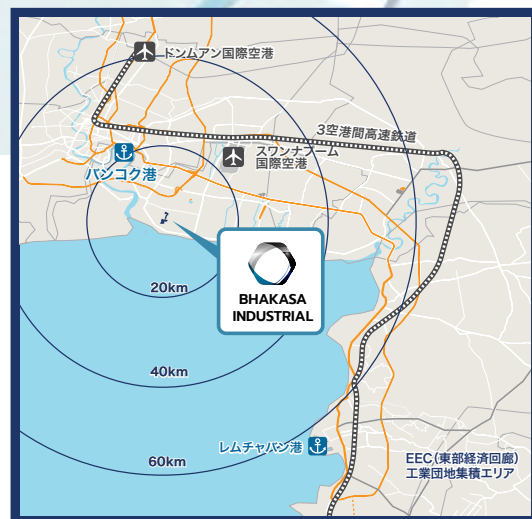 ドンムアン国際空港
3空港間高速鉄道
スワンナプーム
国際空港
バンコク港
BHAKASA
INDUSTRIAL
20km
40km
60km
レムチャバン港
EEC(東部経済回廊)
工業団地集積エリア